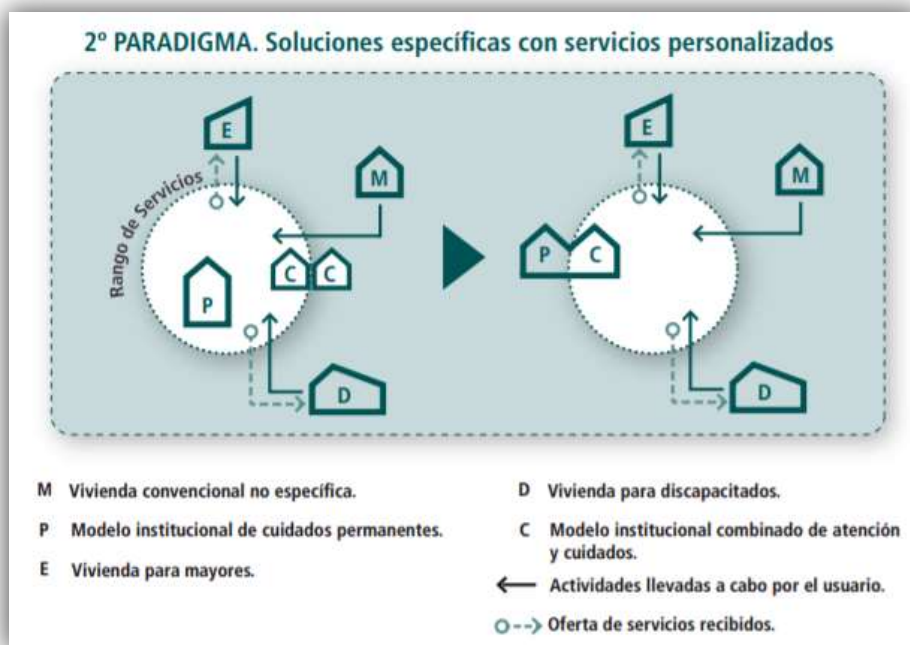 2º PARADIGMA. Soluciones específicas con servicios personalizados
Rango de Servicios
E
M
C C
P
D
E
M
P C
D
M Vivienda convencional no específica.
P Modelo institucional de cuidados permanentes.
E Vivienda para mayores.
D Vivienda para discapacitados.
C Modelo institucional combinado de atención
y cuidados.
Actividades llevadas a cabo por el usuario.
Oferta de servicios recibidos.